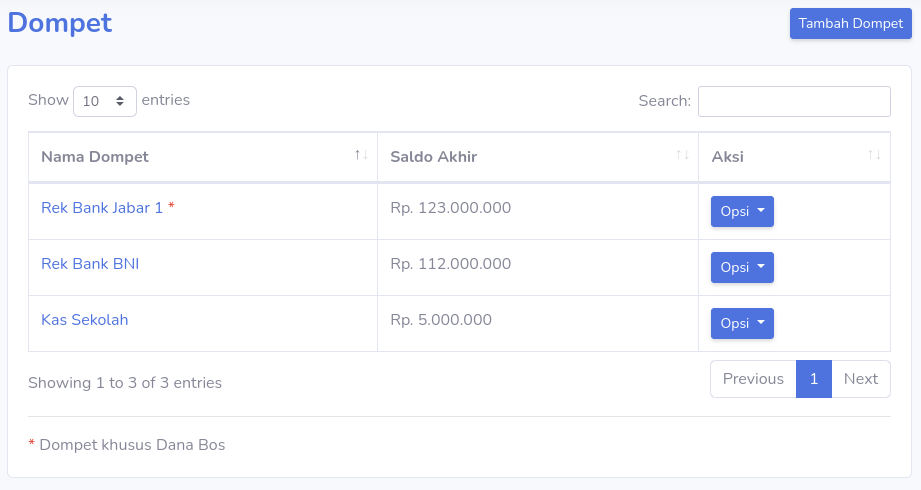 Dompet
Tambah Dompet
Show 10 entries
Search:
Nama Dompet Saldo Akhir Aksi
Rek Bank Jabar 1 * Rp. 123.000.000 Opsi
Rek Bank BNI Rp. 112.000.000 Opsi
Kas Sekolah Rp. 5.000.000 Opsi
Showing 1 to 3 of 3 entries
Previous 1 Next
* Dompet khusus Dana Bos